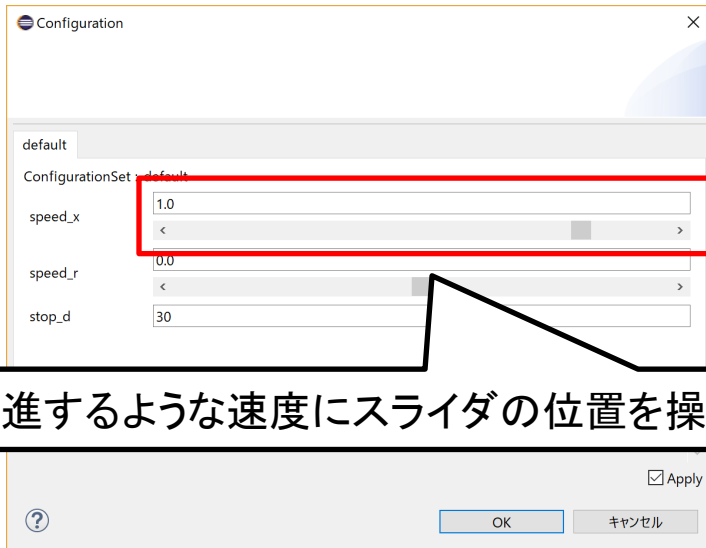 Configuration
default
ConfigurationSet : default
speed_x
1.0
speed_r
0.0
stop_d
30
進するような速度にスライダの位置を操
Apply
OK
キャンセル